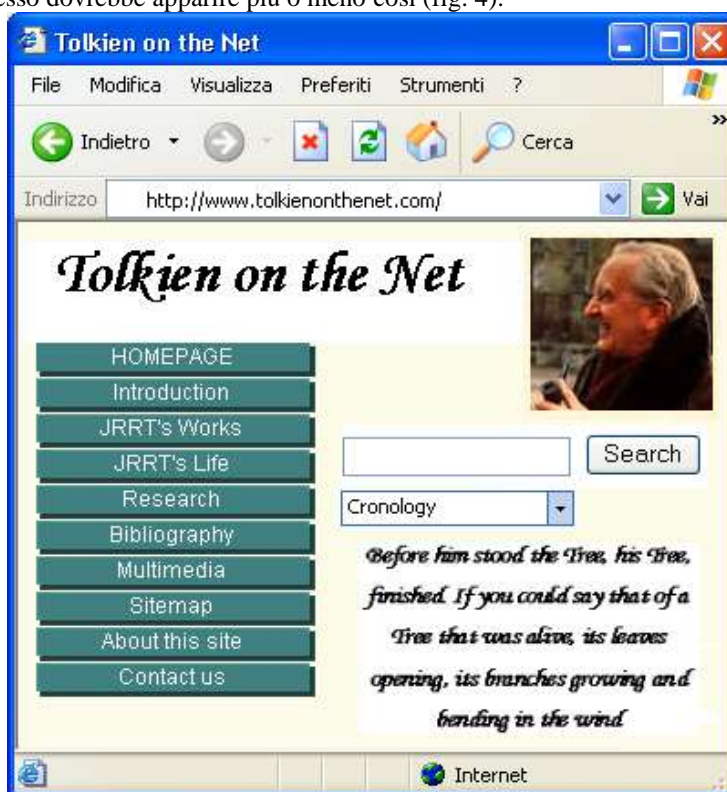 esso dovrebbe apparire più o meno così (fig. 4).
Tolkien on the Net
File Modifica Visualizza Preferiti Strumenti ?
Indietro Cerca »
Indirizzo http://www.tolkienonthenet.com/ Vai
Tolkien on the Net
HOMEPAGE
Introduction
JRRT's Works
JRRT's Life
Research
Bibliography
Multimedia
Sitemap
About this site
Contact us
Search
Cronology
Before him stood the Tree, his Tree,
finished. If you could say that of a
Tree that was alive, its leaves
opening, its branches growing and
bending in the wind
Internet